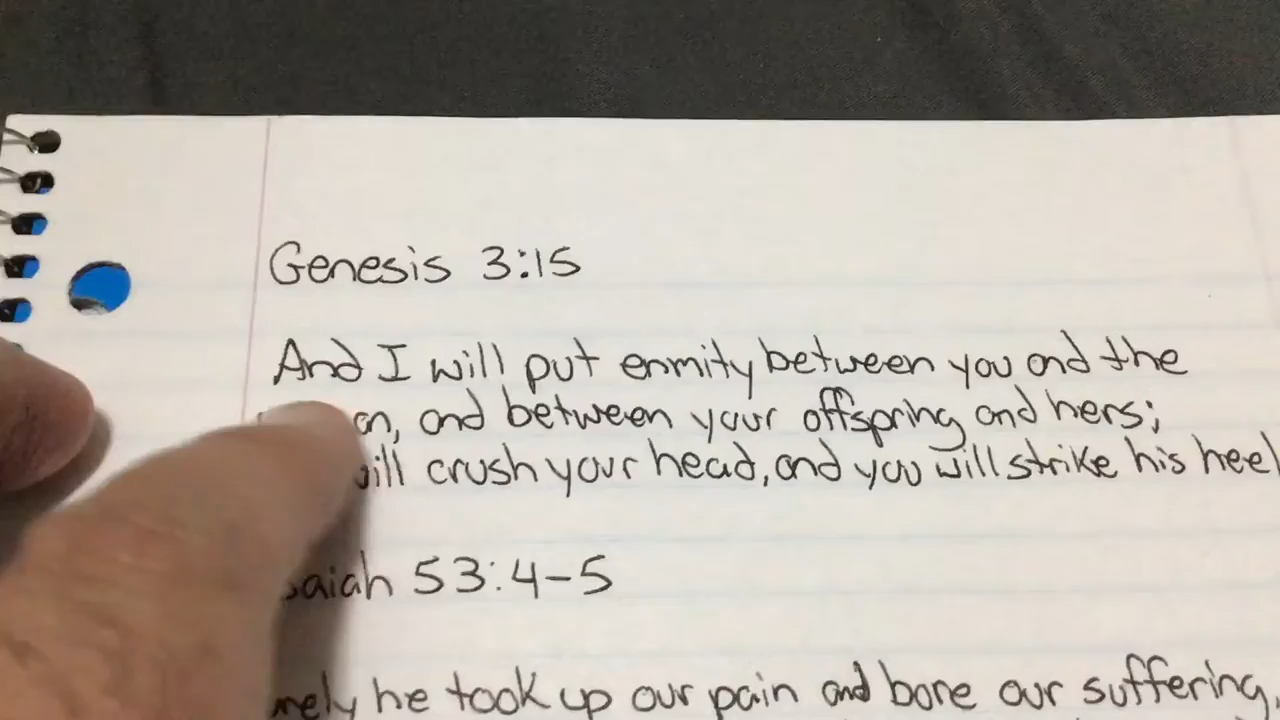 Genesis 3:15
And I will put enmity between you and the
and between your offspring and hers;
will crush your head, and you will strike his heel
Isaiah 53:4-5
he took up our pain and bore our suffering,